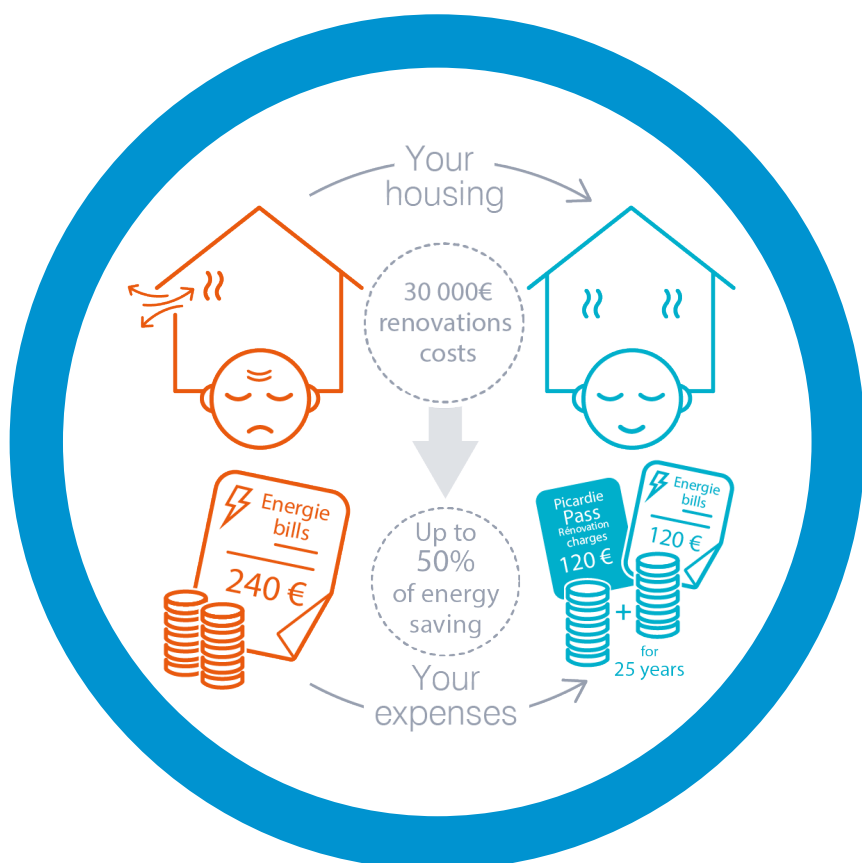 Your
housing
30 000€
renovations
costs
Energie
bills
240 €
Up to
50%
of energy
saving
Picardie
Pass
Rénovation
charges
120 €
Energie
bills
120 €
+
for
25 years
Your
expenses